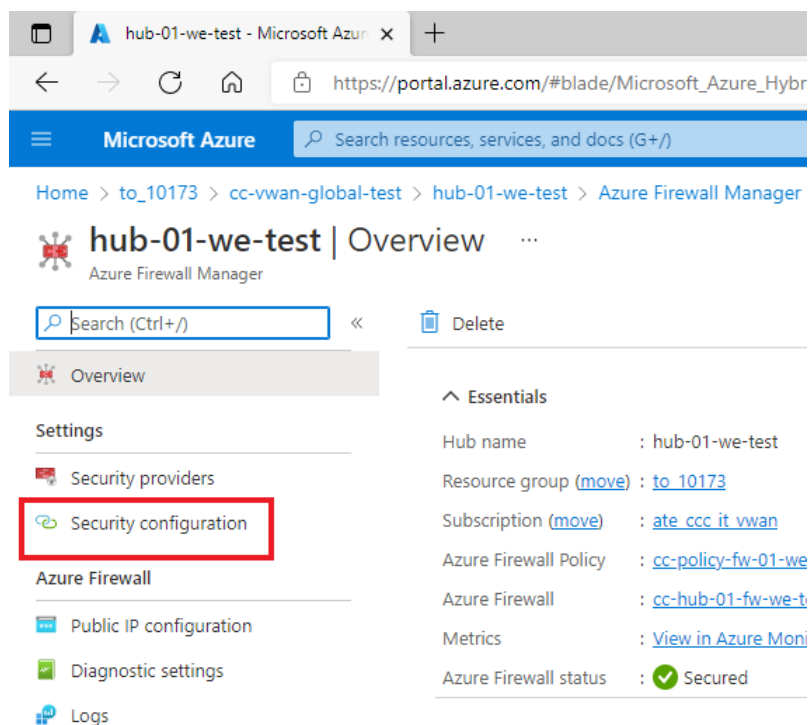 hub-01-we-test - Microsoft Azur
https://portal.azure.com/#blade/Microsoft_Azure_Hybr
Microsoft Azure
Search resources, services, and docs (G+/)
Home > to_10173 > cc-vwan-global-test > hub-01-we-test > Azure Firewall Manager
hub-01-we-test | Overview ...
Azure Firewall Manager
Search (Ctrl+/) «
Delete
Overview
Essentials
Settings
Hub name : hub-01-we-test
Security providers
Resource group (move) : to_10173
Security configuration
Subscription (move) : ate_ccc_it_vwan
Azure Firewall Policy : cc-policy-fw-01-we
Azure Firewall
Azure Firewall : cc-hub-01-fw-we-te
Public IP configuration
Metrics : View in Azure Moni
Diagnostic settings
Azure Firewall status : Secured
Logs